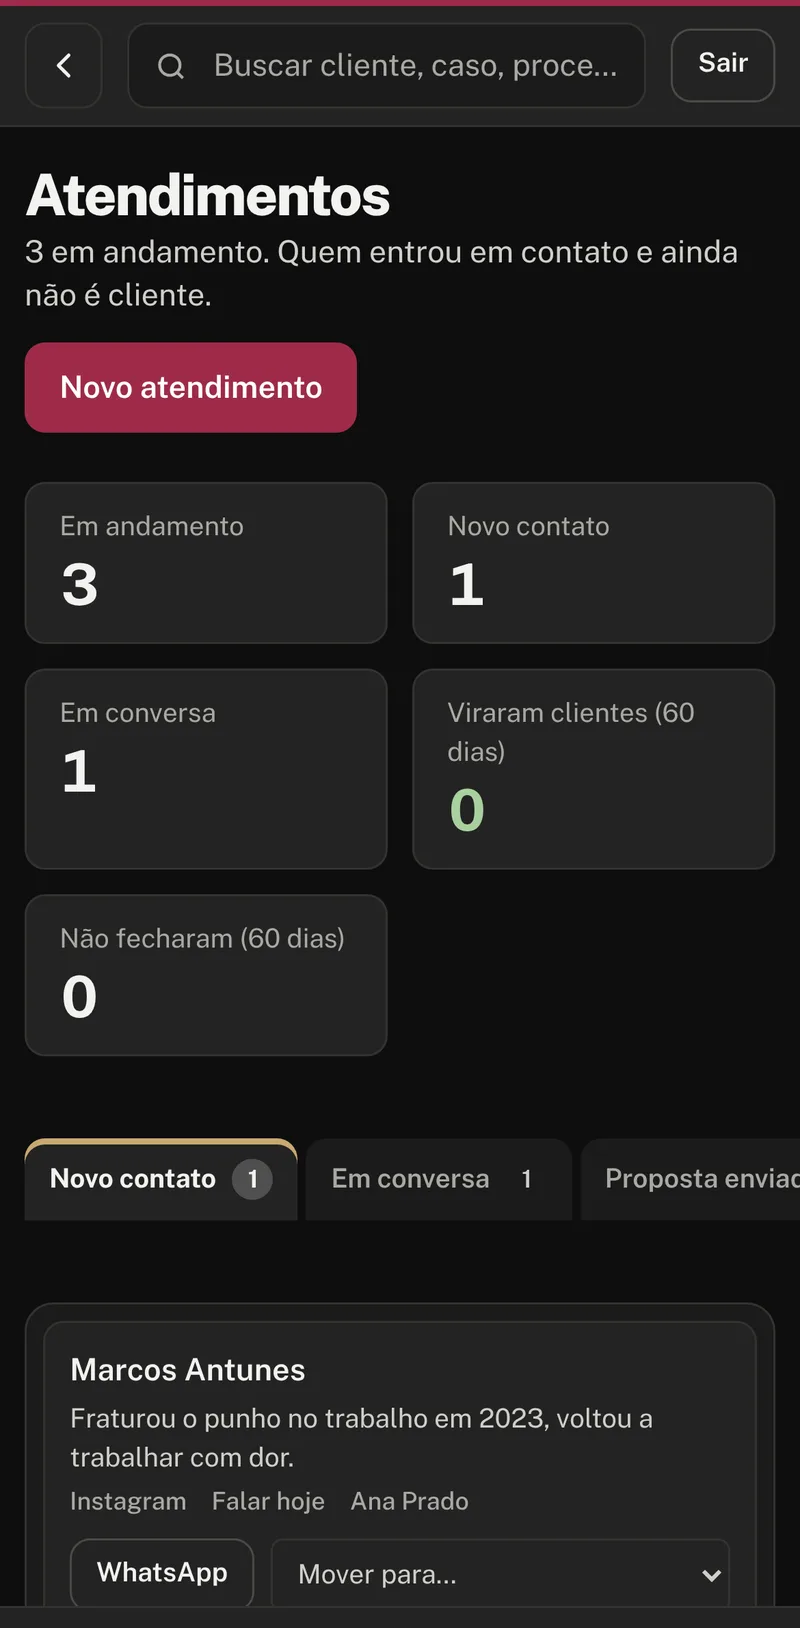 Buscar cliente, caso, proce...
Sair
Atendimentos
3 em andamento. Quem entrou em contato e ainda
não é cliente.
Novo atendimento
Em andamento
3
Novo contato
1
Em conversa
1
Viraram clientes (60
dias)
0
Não fecharam (60 dias)
0
Novo contato 1
Em conversa 1
Proposta enviad
Marcos Antunes
Fraturou o punho no trabalho em 2023, voltou a
trabalhar com dor.
Instagram Falar hoje Ana Prado
WhatsApp
Mover para...